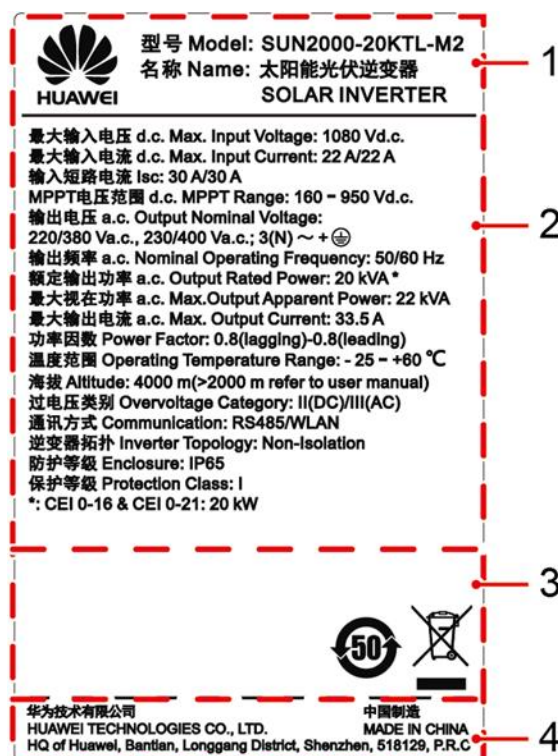 HUAWEI
型号 Model: SUN2000-20KTL-M2
名称 Name: 太阳能光伏逆变器
SOLAR INVERTER
1
最大输入电压 d.c. Max. Input Voltage: 1080 Vd.c.
最大输入电流 d.c. Max. Input Current: 22 A/22 A
输入短路电流 Isc: 30 A/30 A
MPPT电压范围 d.c. MPPT Range: 160 - 950 Vd.c.
输出电压 a.c. Output Nominal Voltage:
220/380 Va.c., 230/400 Va.c.; 3(N) ~ +
2
输出频率 a.c. Nominal Operating Frequency: 50/60 Hz
额定输出功率 a.c. Output Rated Power: 20 kVA *
最大视在功率 a.c. Max.Output Apparent Power: 22 kVA
最大输出电流 a.c. Max. Output Current: 33.5 A
功率因数 Power Factor: 0.8(lagging)-0.8(leading)
温度范围 Operating Temperature Range: - 25 - +60 ℃
海拔 Altitude: 4000 m(>2000 m refer to user manual)
过电压类别 Overvoltage Category: II(DC)/III(AC)
通讯方式 Communication: RS485/WLAN
逆变器拓扑 Inverter Topology: Non-Isolation
防护等级 Enclosure: IP65
保护等级 Protection Class: I
*: CEI 0-16 & CEI 0-21: 20 kW
3
50
华为技术有限公司 中国制造
HUAWEI TECHNOLOGIES CO., LTD. MADE IN CHINA
HQ of Huawei, Bantian, Longgang District, Shenzhen, 518129, P.R.C
4